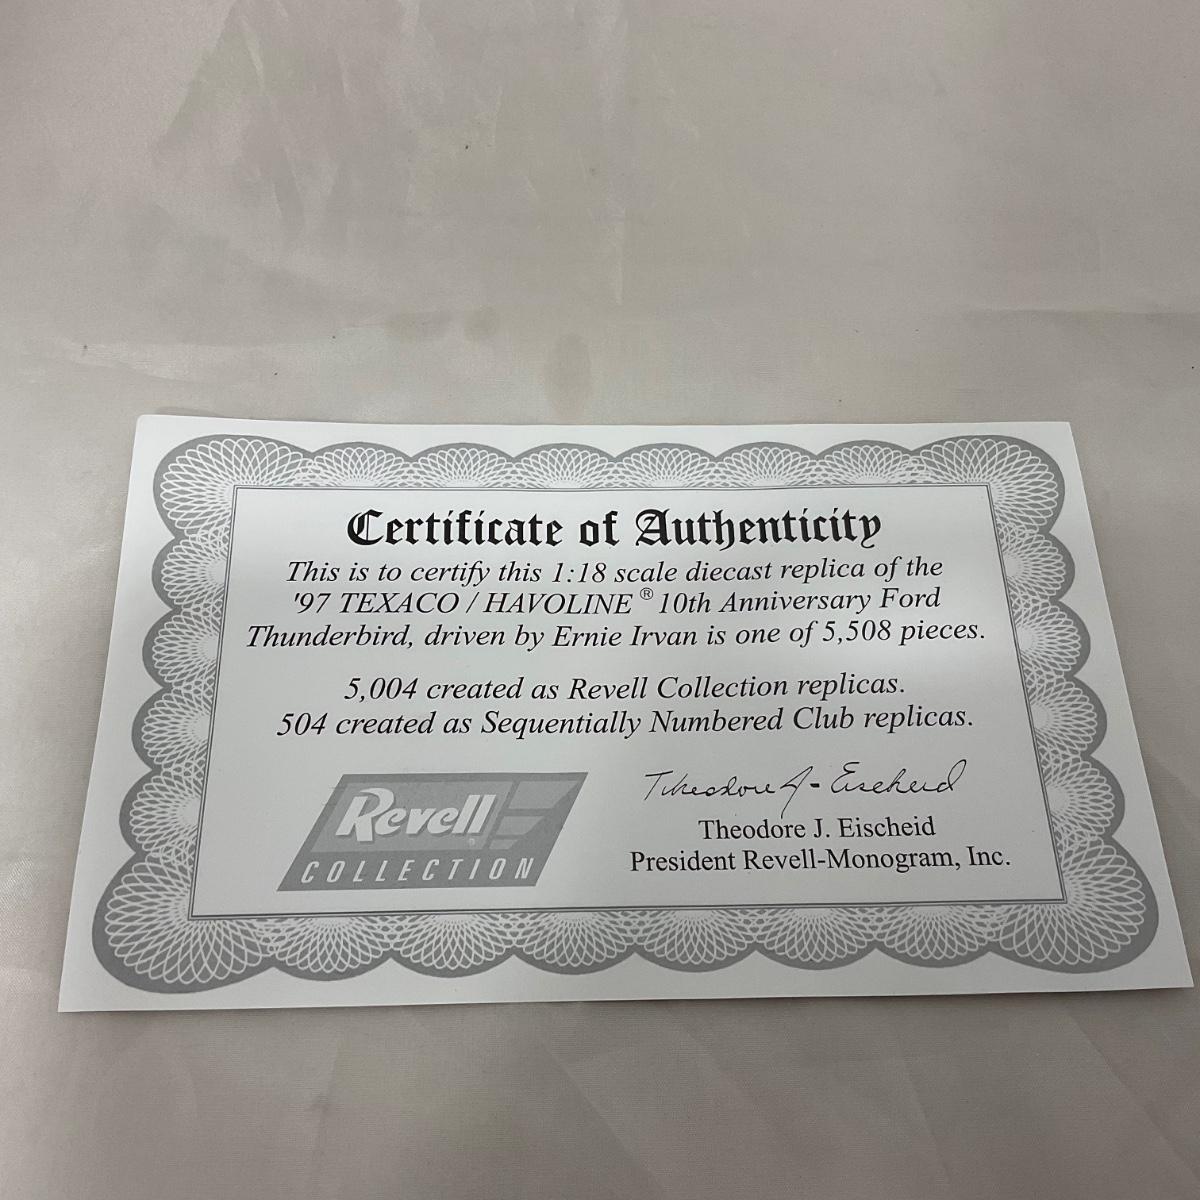 Certificate of Authenticity
This is to certify this 1:18 scale diecast replica of the
'97 TEXACO / HAVOLINE ® 10th Anniversary Ford
Thunderbird, driven by Ernie Irvan is one of 5,508 pieces.
5,004 created as Revell Collection replicas.
504 created as Sequentially Numbered Club replicas.
Revell®
COLLECTION
Theodore J. Eischeid
Theodore J. Eischeid
President Revell-Monogram, Inc.